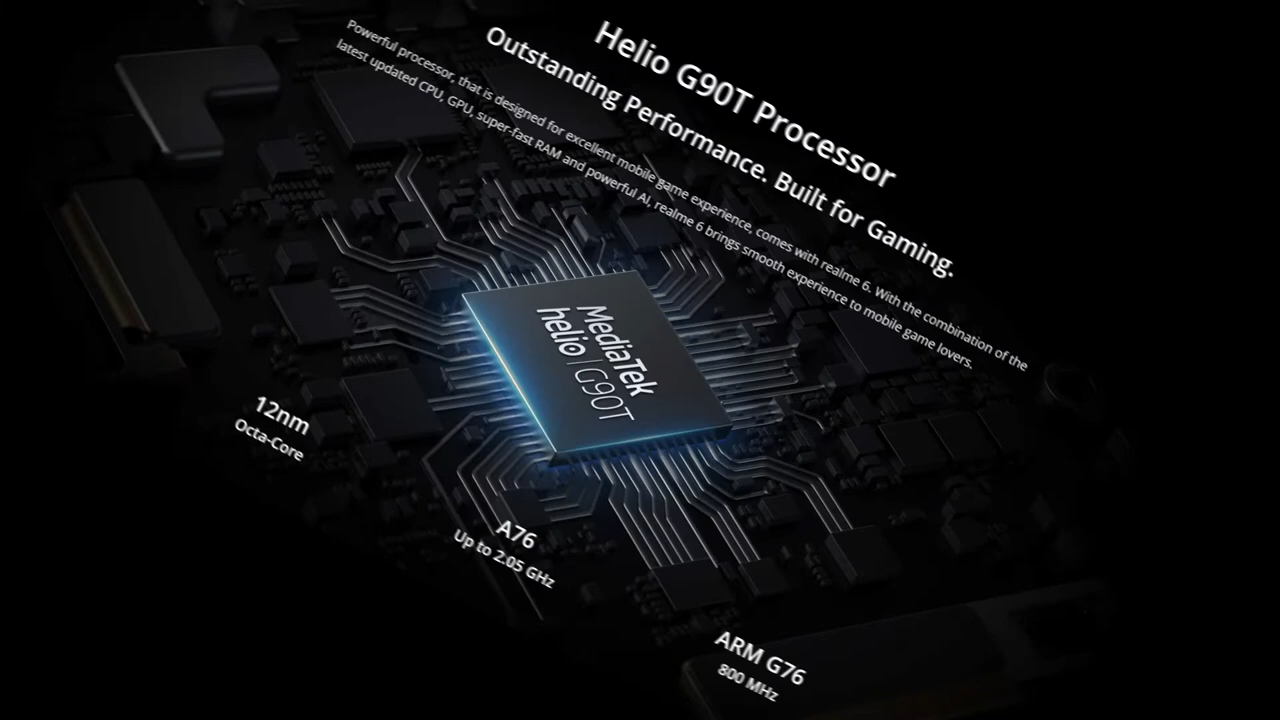 Helio G90T Processor
Outstanding Performance. Built for Gaming.
Powerful processor, that is designed for excellent mobile game experience, comes with realme 6. With the combination of the
latest updated CPU, GPU, super-fast RAM and powerful AI, realme 6 brings smooth experience to mobile game lovers.
MediaTek
helio | G90T
12nm
Octa-Core
A76
Up to 2.05 GHz
ARM G76
800 MHz